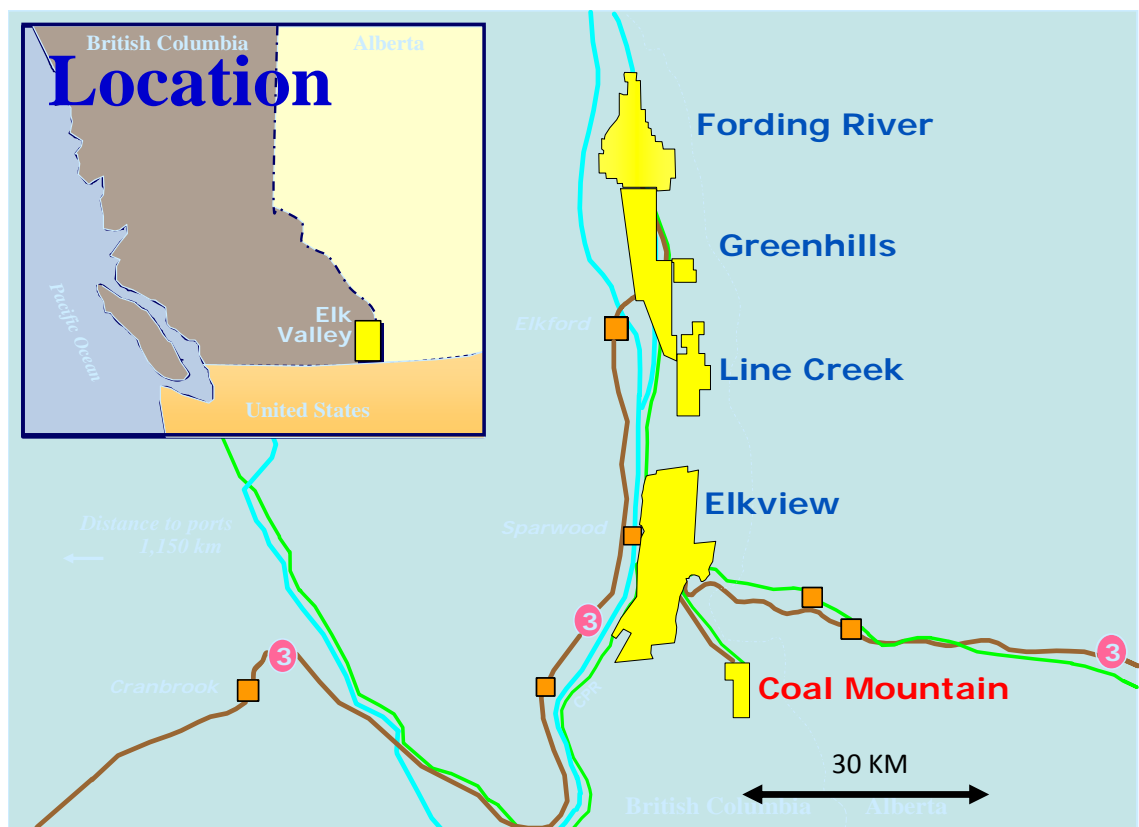 British Columbia
Alberta
Location
Pacific Ocean
Elk
Valley
United States
Fording River
Greenhills
Elkford
Line Creek
Elkview
Distance to ports
1,150 km
Sparwood
3
3
3
Cranbrook
CPR
Coal Mountain
30 KM
British Columbia
Alberta